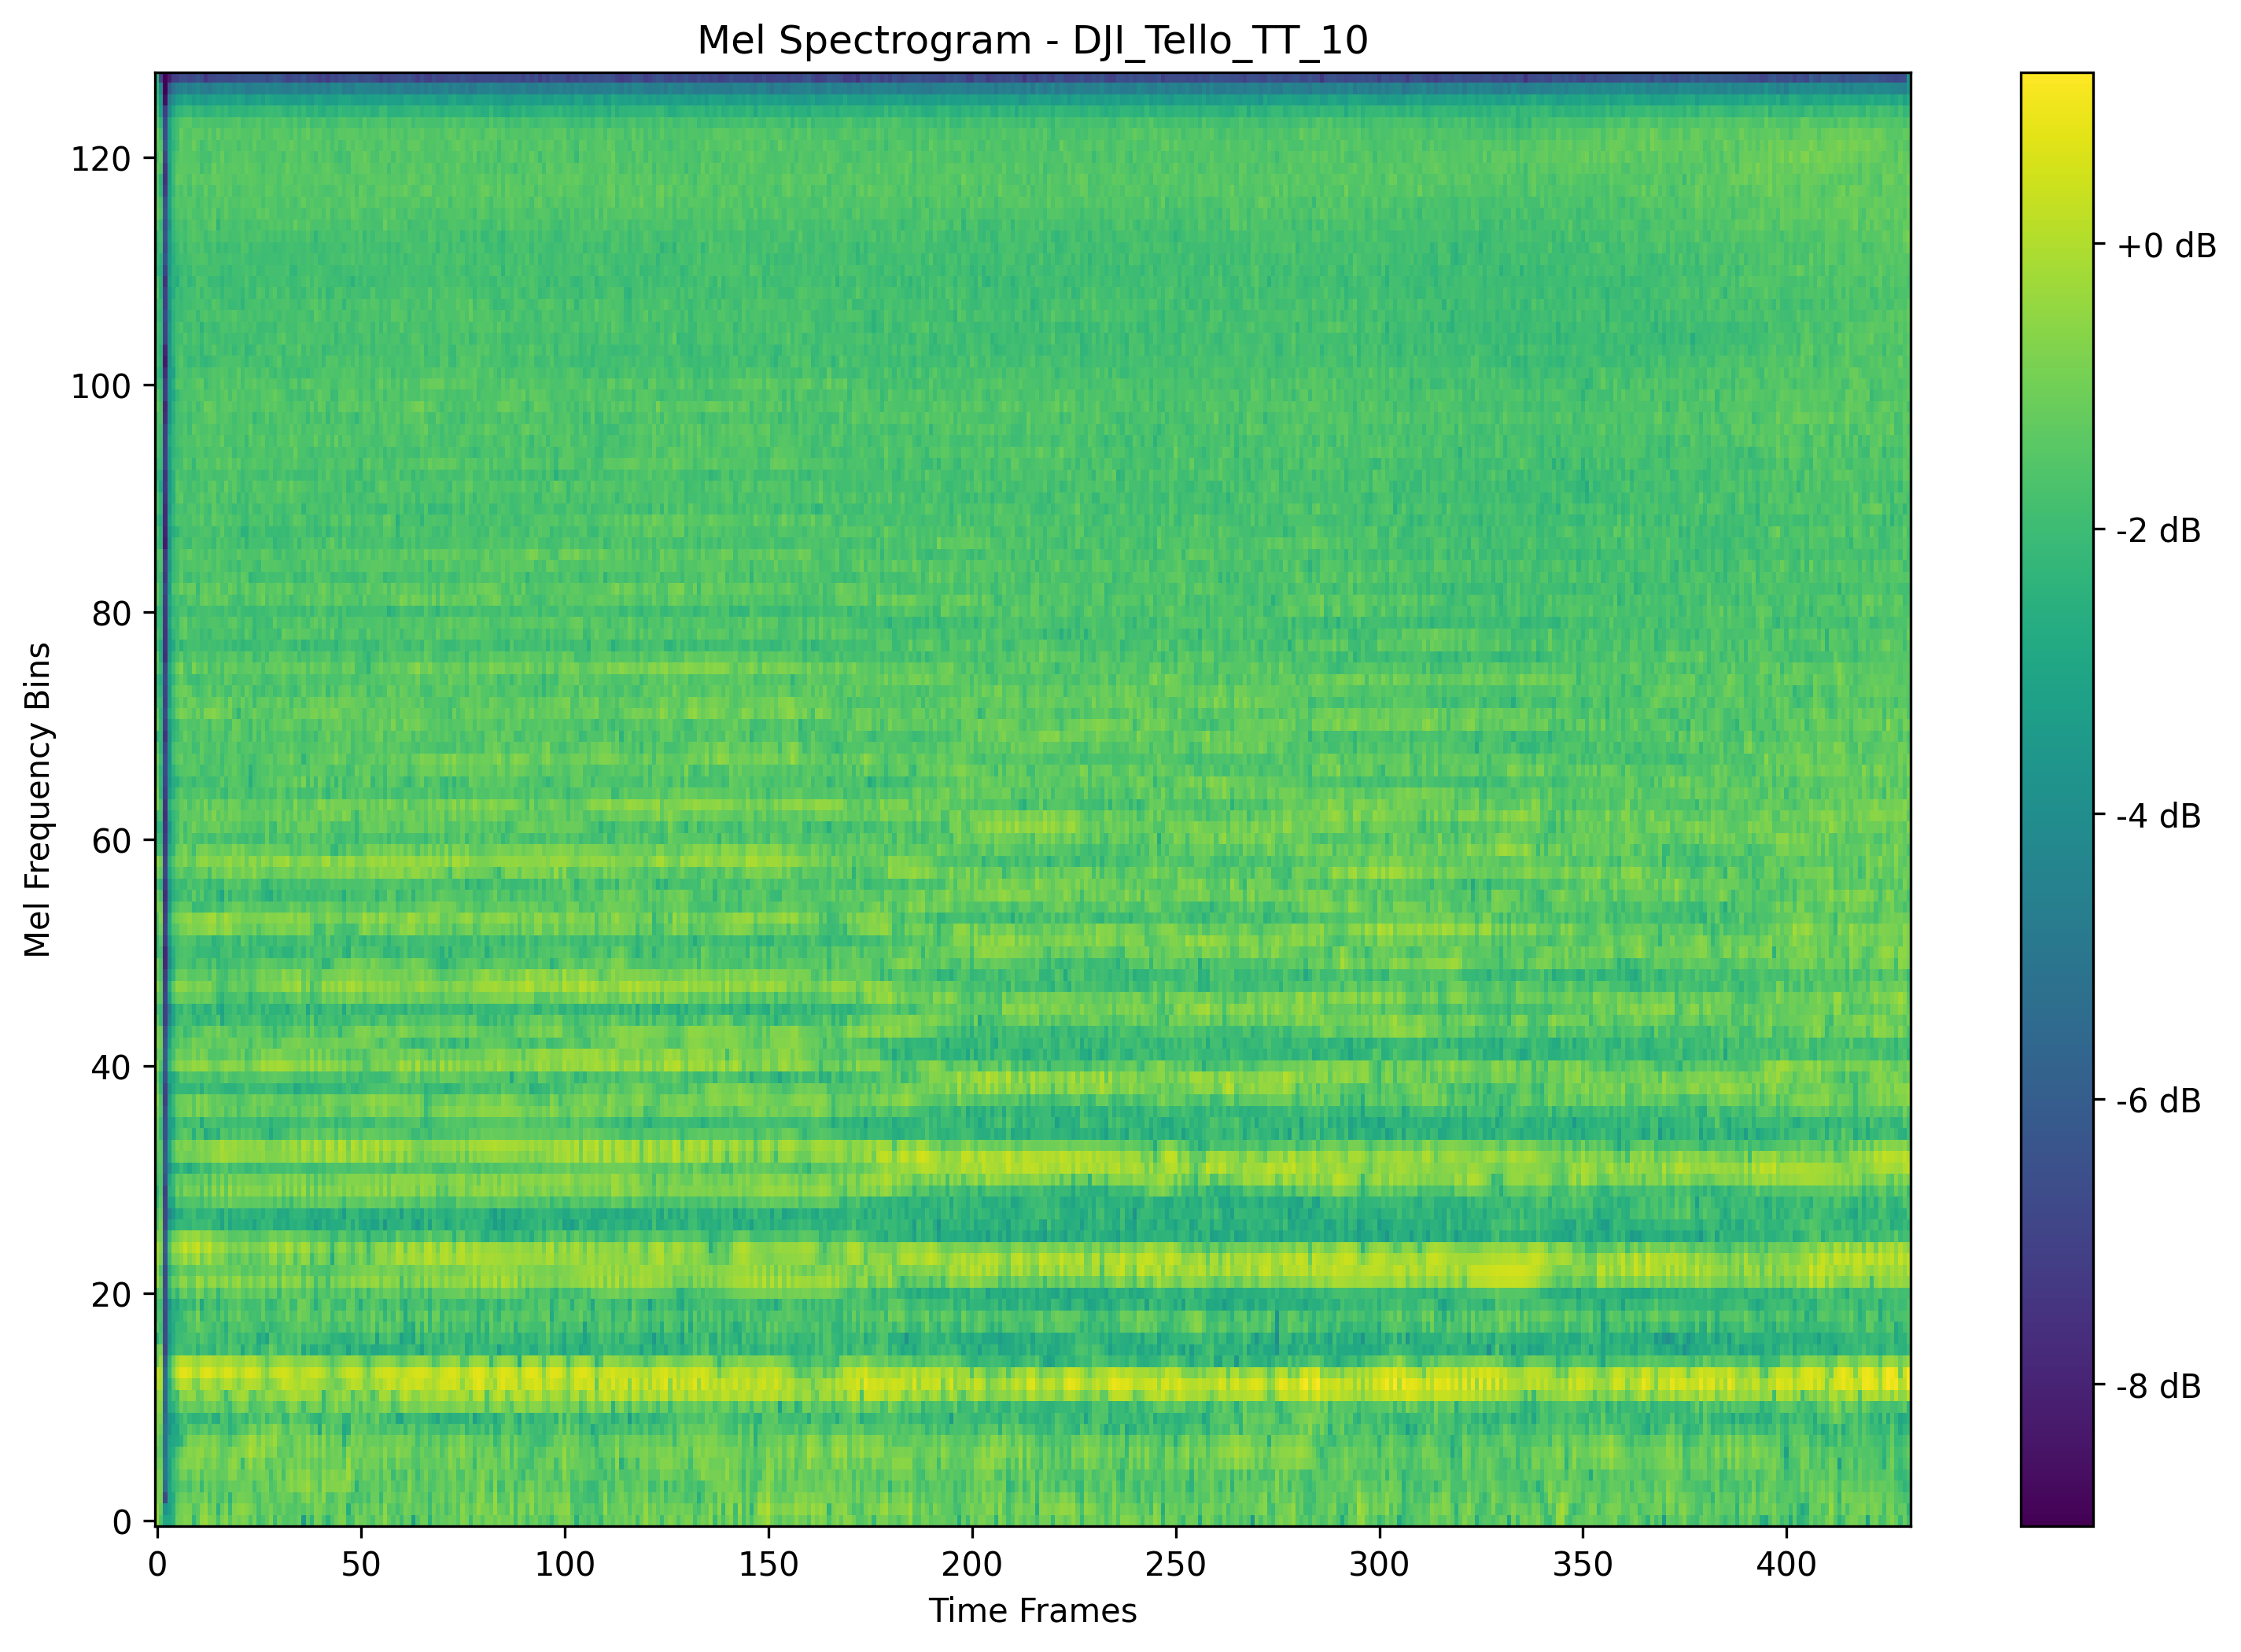 Mel Spectrogram - DJI_Tello_TT_10
Mel Frequency Bins
120
100
80
60
40
20
0
0 50 100 150 200 250 300 350 400
Time Frames
+0 dB
-2 dB
-4 dB
-6 dB
-8 dB